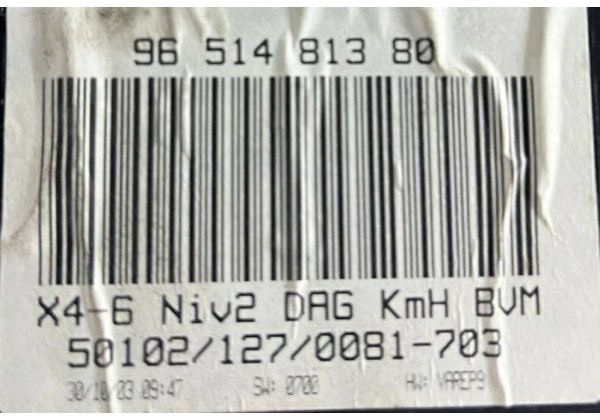 96 514 813 80
X4-6 Niv2 DAG KmH BVM
50102/127/0081-703
30/10/03 09:47 SW: 0700 HW: VAREP9